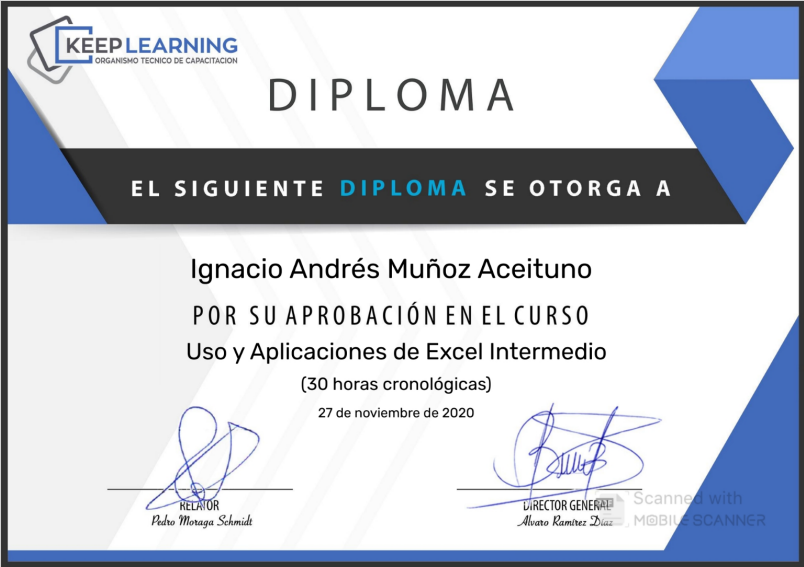 KEEPLEARNING
ORGANISMO TECNICO DE CAPACITACION
DIPLOMA
EL SIGUIENTE DIPLOMA SE OTORGA A
Ignacio Andrés Muñoz Aceituno
POR SU APROBACIÓN EN EL CURSO
Uso y Aplicaciones de Excel Intermedio
(30 horas cronológicas)
27 de noviembre de 2020
RELATOR
Pedro Moraga Schmidt
DIRECTOR GENERAL
Alvaro Ramírez Díaz
Scanned with
MOBILE SCANNER